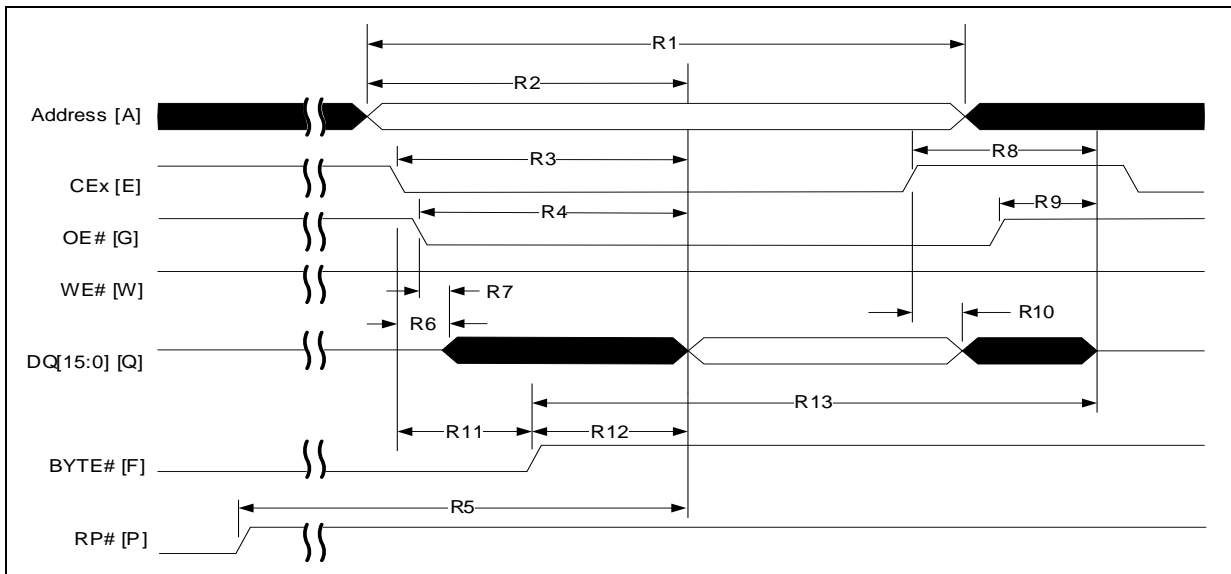 R1
R2
Address [A]
R3
R8
CEx [E]
R4
R9
OE# [G]
WE# [W]
R7
R6
R10
DQ[15:0] [Q]
R13
R11
R12
BYTE# [F]
R5
RP# [P]